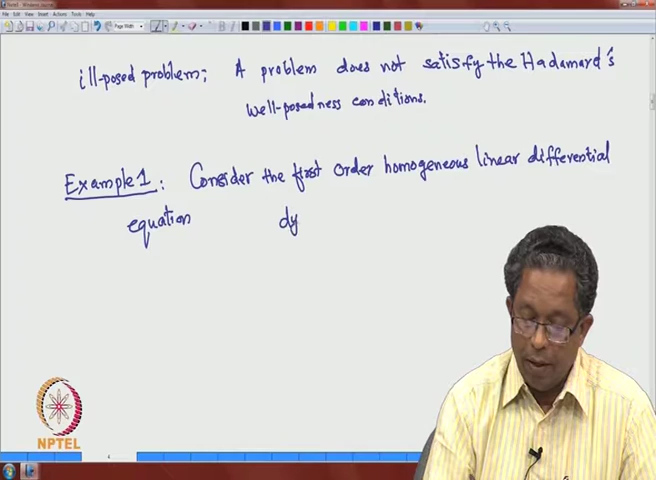 ill-posed problem; A problem does not satisfy the Hadamard's
well-posedness conditions.
Example 1: Consider the first order homogeneous linear differential
equation dy
NPTEL